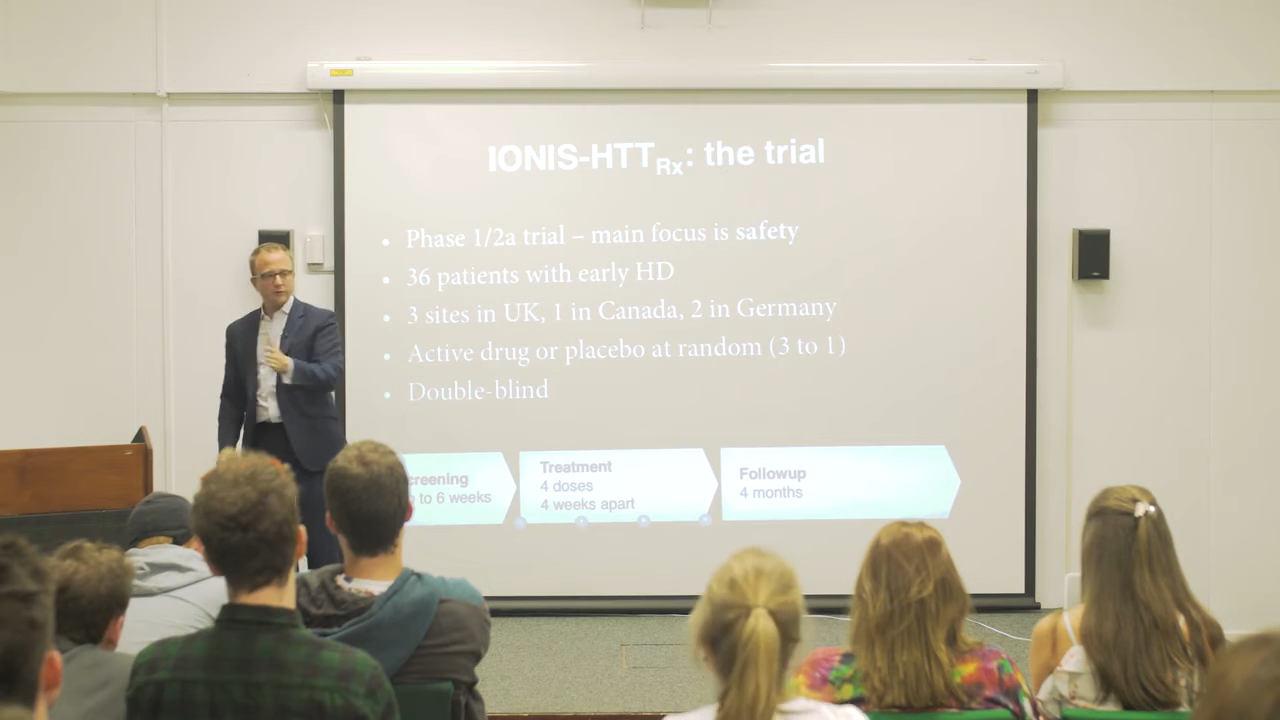 IONIS-HTTRx: the trial
• Phase 1/2a trial – main focus is safety
• 36 patients with early HD
• 3 sites in UK, 1 in Canada, 2 in Germany
• Active drug or placebo at random (3 to 1)
• Double-blind
creening
to 6 weeks
Treatment
4 doses
4 weeks apart
Followup
4 months